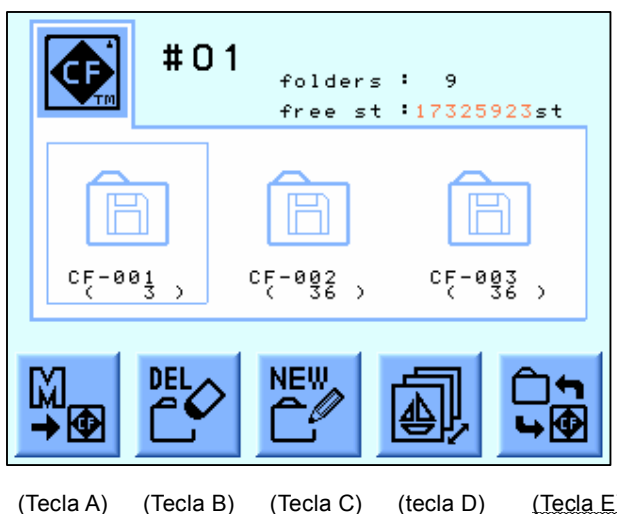 #01
CF
TM
folders : 9
free st :17325923st
CF-001
( 3 )
CF-002
( 36 )
CF-003
( 36 )
M
CF
DEL
NEW
CF
(Tecla A) (Tecla B) (Tecla C) (tecla D) (Tecla E)